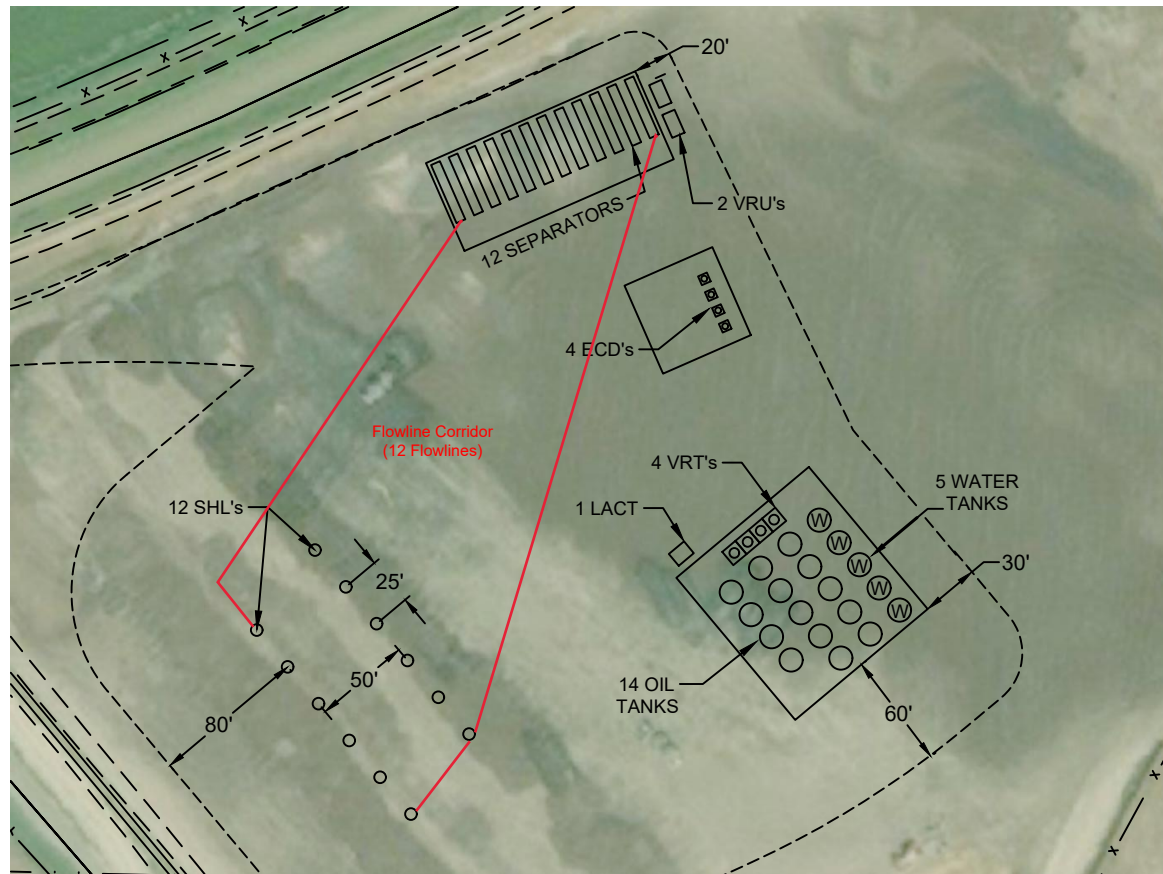 20'
2 VRU's
12 SEPARATORS
4 ECD's
Flowline Corridor
(12 Flowlines)
4 VRT's
5 WATER
TANKS
1 LACT
12 SHL's
W
W
W
W
W
25'
30'
50'
14 OIL
TANKS
80'
60'
x
x
x
x
x
x